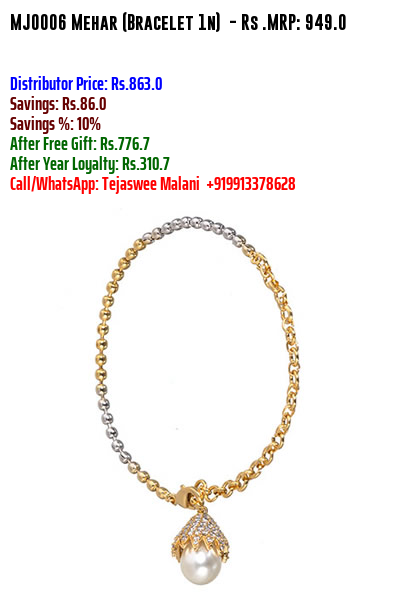 MJ0006 Mehar (Bracelet 1n) - Rs .MRP: 949.0
Distributor Price: Rs.863.0
Savings: Rs.86.0
Savings %: 10%
After Free Gift: Rs.776.7
After Year Loyalty: Rs.310.7
Call/WhatsApp: Tejaswee Malani +919913378628